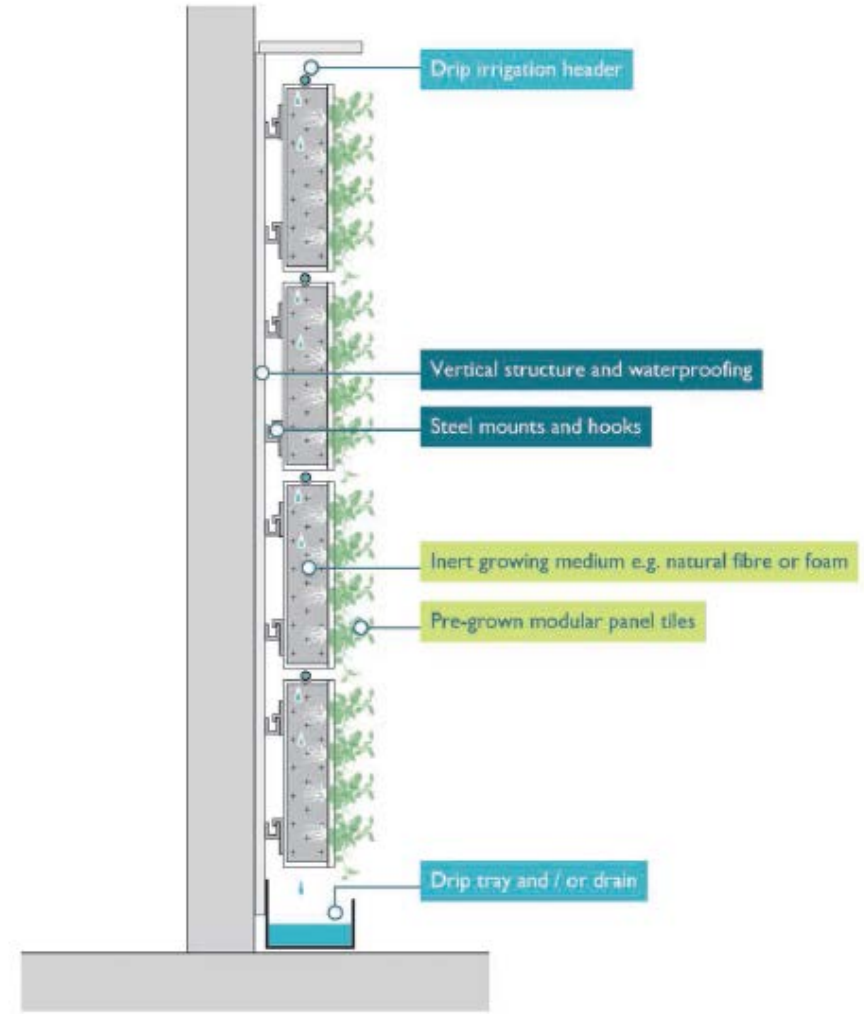 Drip irrigation header
Vertical structure and waterproofing
Steel mounts and hooks
Inert growing medium e.g. natural fibre or foam
Pre-grown modular panel tiles
Drip tray and / or drain